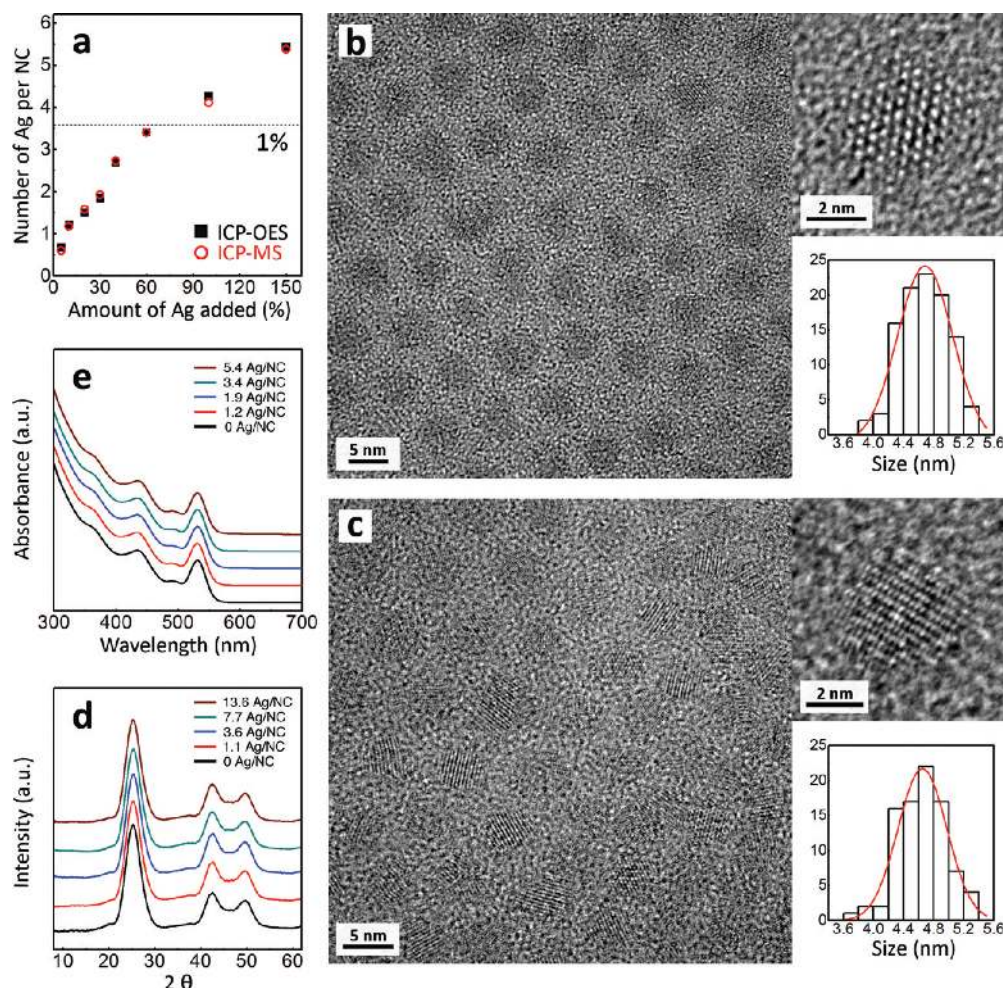 a
Number of Ag per NC
6
5
4
3
2
1
0
1%
ICP-OES
ICP-MS
0 30 60 90 120 150
Amount of Ag added (%)
b
5 nm
2 nm
25
20
15
10
5
0
3.6 4.0 4.4 4.8 5.2 5.6
Size (nm)
e
Absorbance (a.u.)
5.4 Ag/NC
3.4 Ag/NC
1.9 Ag/NC
1.2 Ag/NC
0 Ag/NC
300 400 500 600 700
Wavelength (nm)
c
5 nm
2 nm
25
20
15
10
5
0
3.6 4.0 4.4 4.8 5.2 5.6
Size (nm)
d
Intensity (a.u.)
13.6 Ag/NC
7.7 Ag/NC
3.6 Ag/NC
1.1 Ag/NC
0 Ag/NC
10 20 30 40 50 60
2 θ